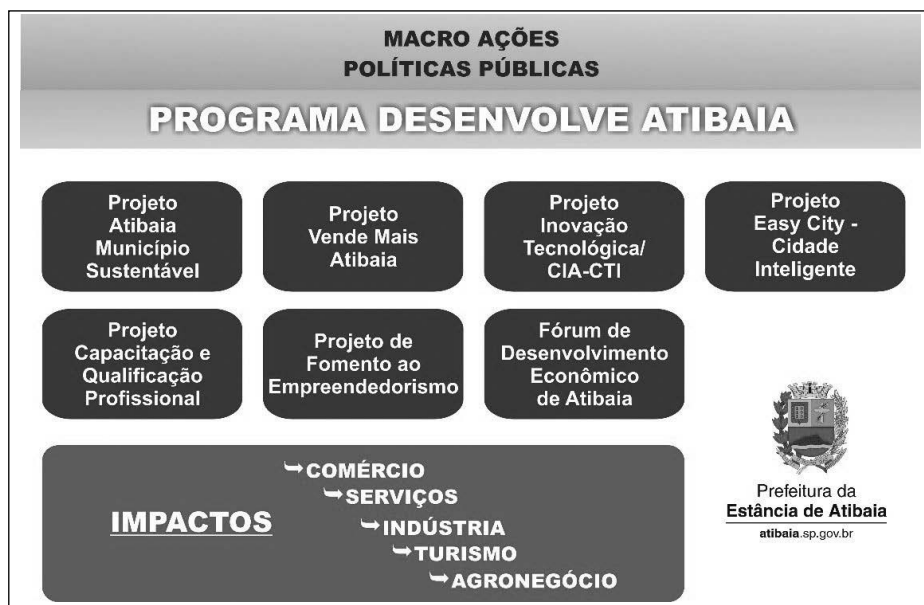 MACRO AÇÕES
POLÍTICAS PÚBLICAS
PROGRAMA DESENVOLVE ATIBAIA
Projeto
Atibaia
Município
Sustentável
Projeto
Vende Mais
Atibaia
Projeto
Inovação
Tecnológica/
CIA-CTI
Projeto
Easy City -
Cidade
Inteligente
Projeto
Capacitação e
Qualificação
Profissional
Projeto de
Fomento ao
Empreendedorismo
Fórum de
Desenvolvimento
Econômico
de Atibaia
IMPACTOS
COMÉRCIO
SERVIÇOS
INDÚSTRIA
TURISMO
AGRONEGÓCIO
Prefeitura da
Estância de Atibaia
atibaia.sp.gov.br